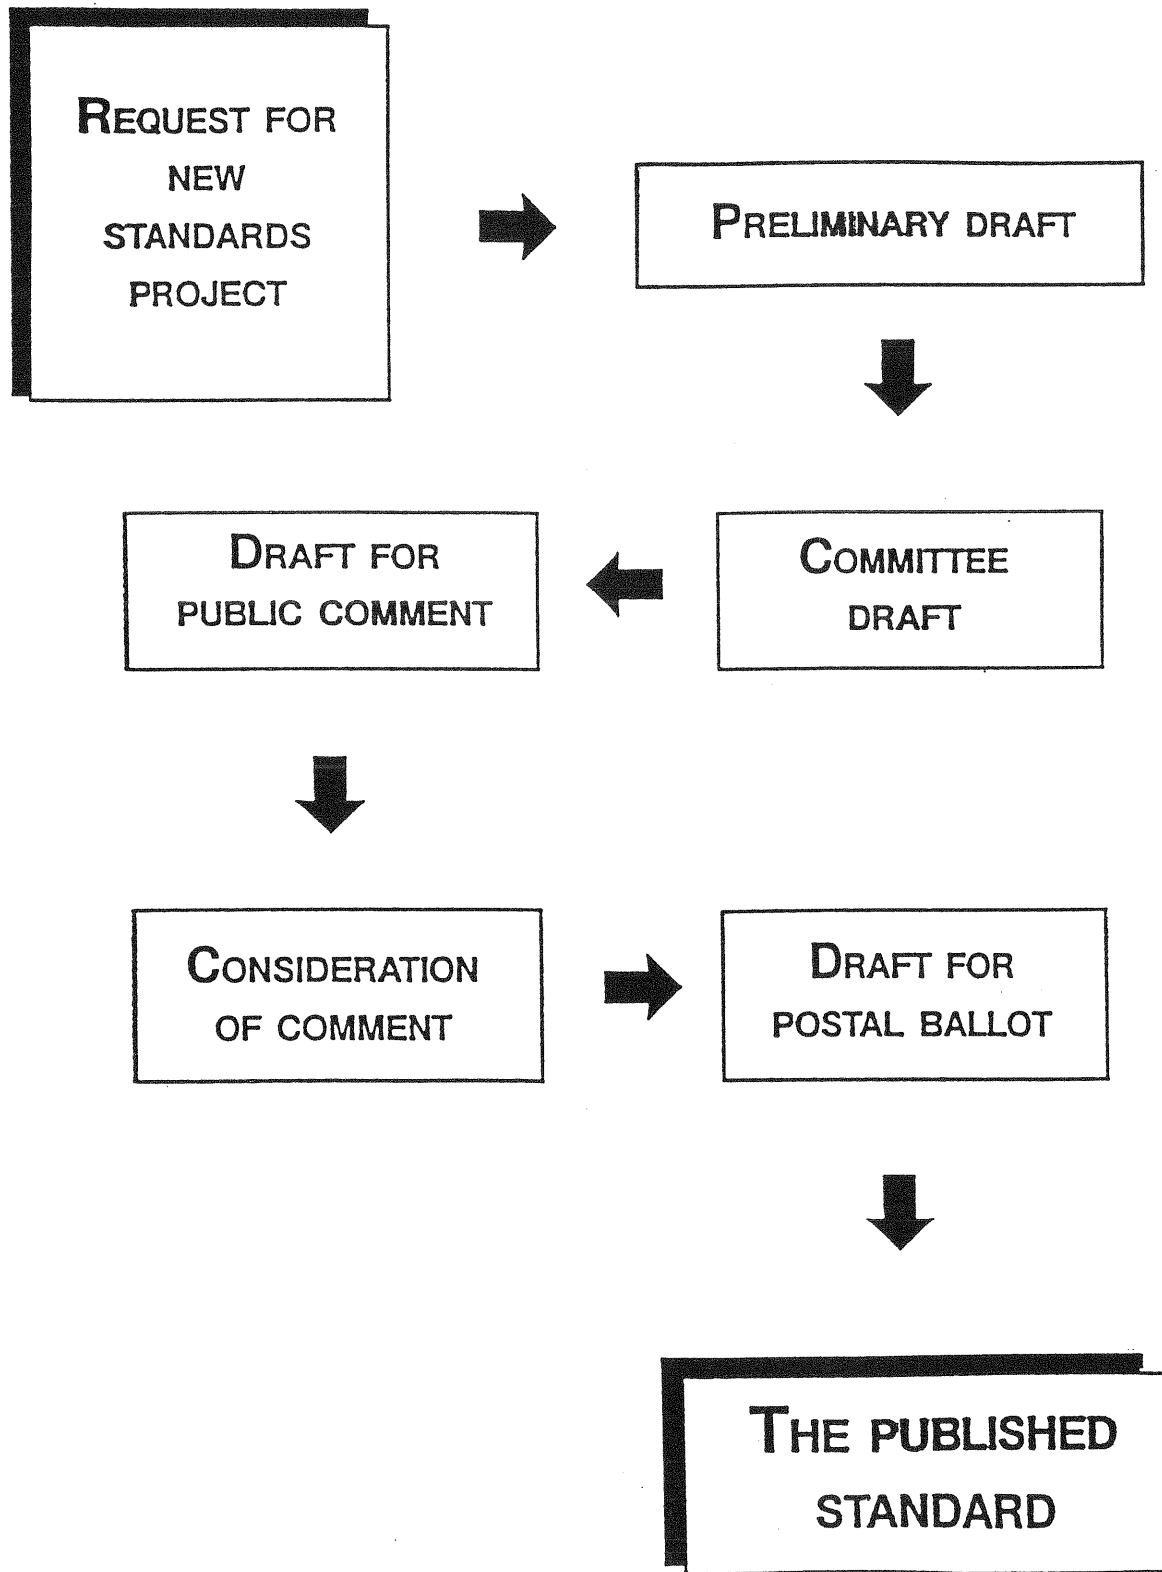 REQUEST FOR
NEW
STANDARDS
PROJECT
PRELIMINARY DRAFT
COMMITTEE
DRAFT
DRAFT FOR
PUBLIC COMMENT
CONSIDERATION
OF COMMENT
DRAFT FOR
POSTAL BALLOT
THE PUBLISHED
STANDARD